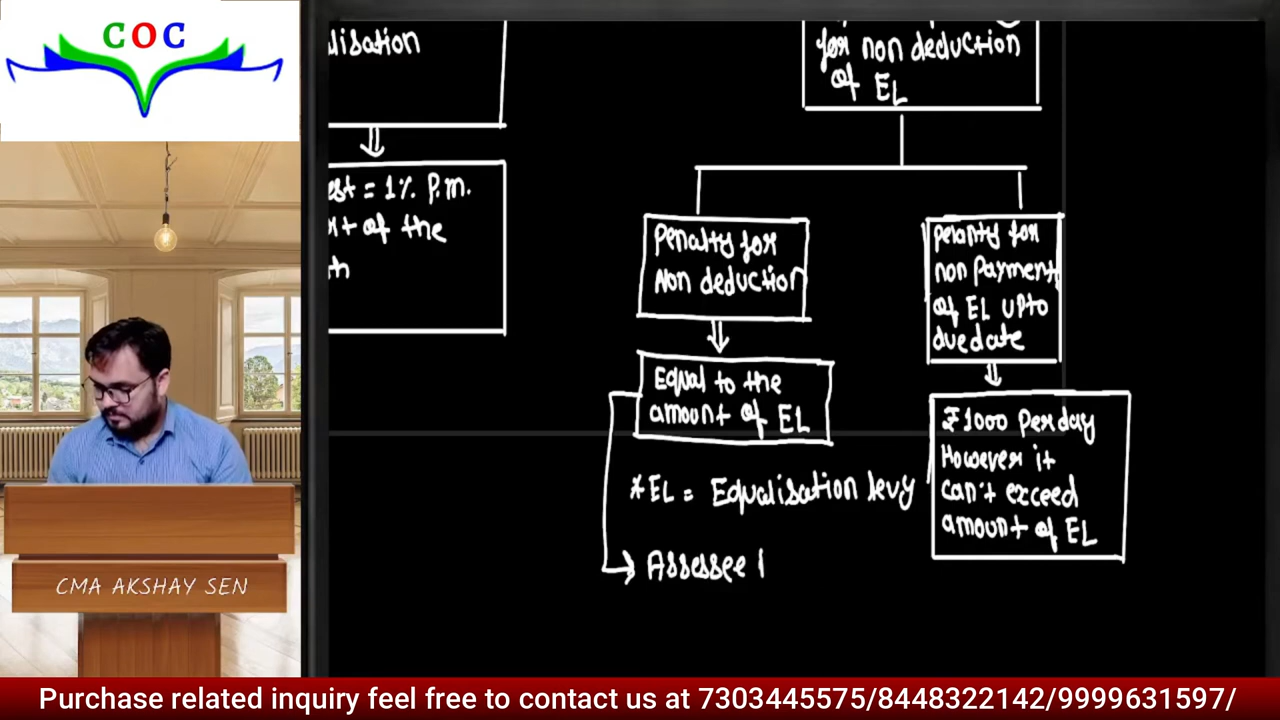 COC
lisation
est = 1% P.m.
t of the
th
for non deduction
of EL
Penalty for
Non deduction
Penalty for
non Payment
of EL upto
due date
Equal to the
amount of EL
₹1000 Per day
However it
can't exceed
amount of EL
*EL = Equalisation levy
Assessee
CMA AKSHAY SEN
Purchase related inquiry feel free to contact us at 7303445575/8448322142/9999631597/